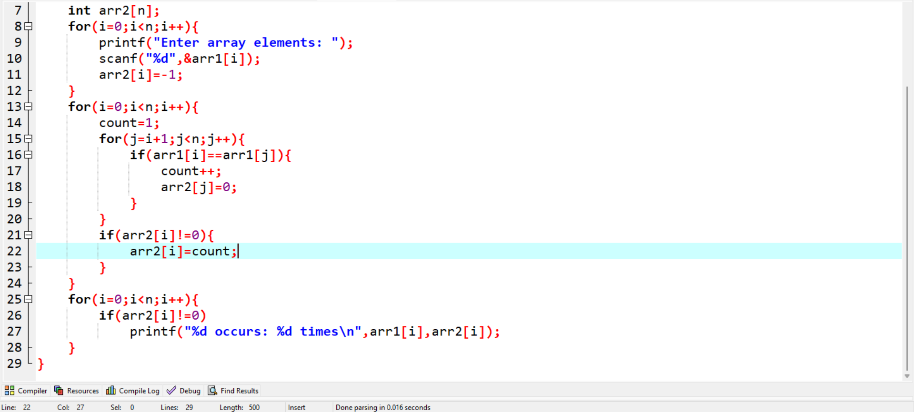 7 int arr2[n];
8 for(i=0;i<n;i++){
9 printf("Enter array elements: ");
10 scanf("%d",&arr1[i]);
11 arr2[i]=-1;
12 }
13 for(i=0;i<n;i++){
14 count=1;
15 for(j=i+1;j<n;j++){
16 if(arr1[i]==arr1[j]){
17 count++;
18 arr2[j]=0;
19 }
20 }
21 if(arr2[i]!=0){
22 arr2[i]=count;
23 }
24 }
25 for(i=0;i<n;i++){
26 if(arr2[i]!=0)
27 printf("%d occurs: %d times\n",arr1[i],arr2[i]);
28 }
29 }
Compiler Resources Compile Log Debug Find Results
Line: 22 Col: 27 Sel: 0 Lines: 29 Length: 500 Insert Done parsing in 0.016 seconds